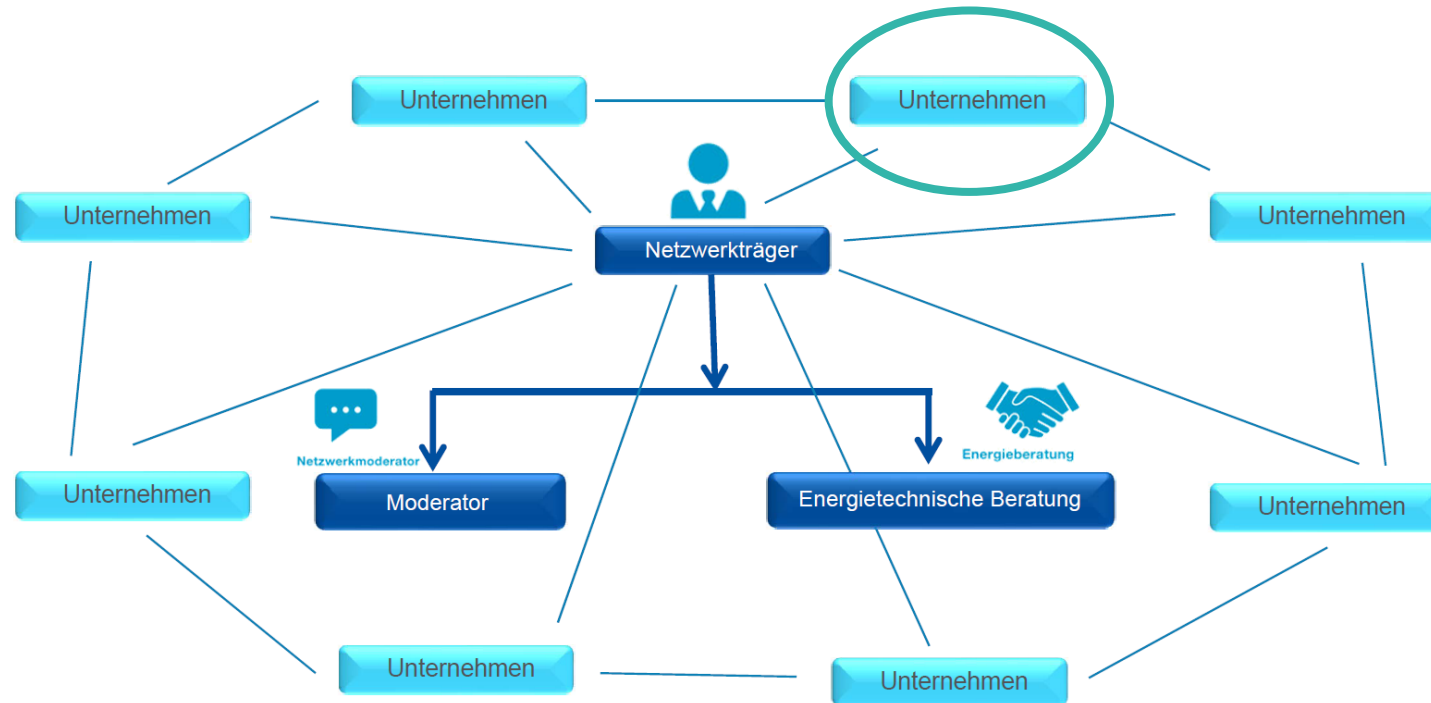 Unternehmen
Unternehmen
Unternehmen
Unternehmen
Netzwerkträger
Netzwerkmoderator
Energieberatung
Unternehmen
Moderator
Energietechnische Beratung
Unternehmen
Unternehmen
Unternehmen